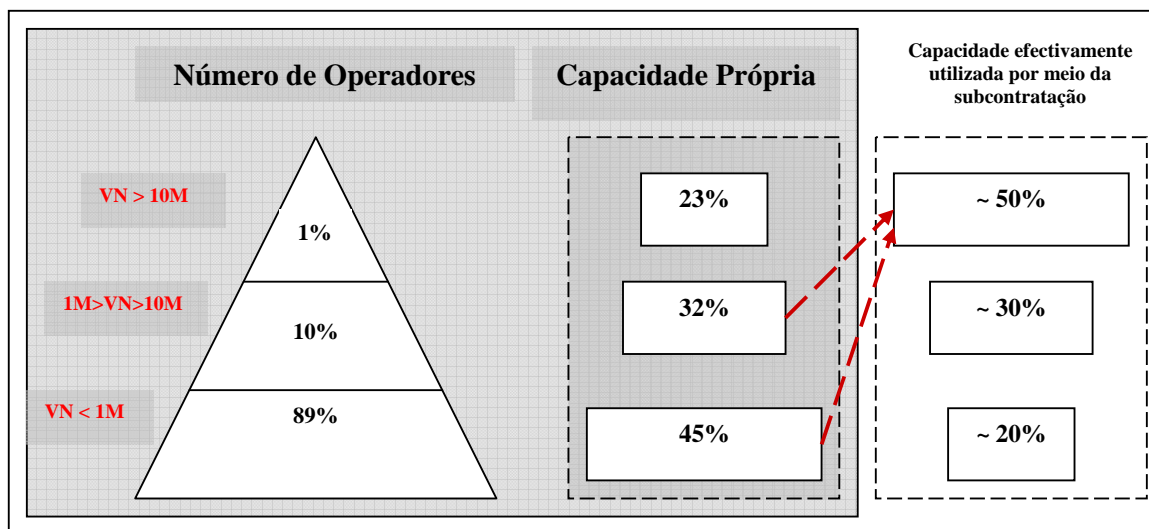 Número de Operadores
Capacidade Própria
Capacidade efectivamente
utilizada por meio da
subcontratação
VN > 10M
1%
23%
~ 50%
1M>VN>10M
10%
32%
~ 30%
VN < 1M
89%
45%
~ 20%